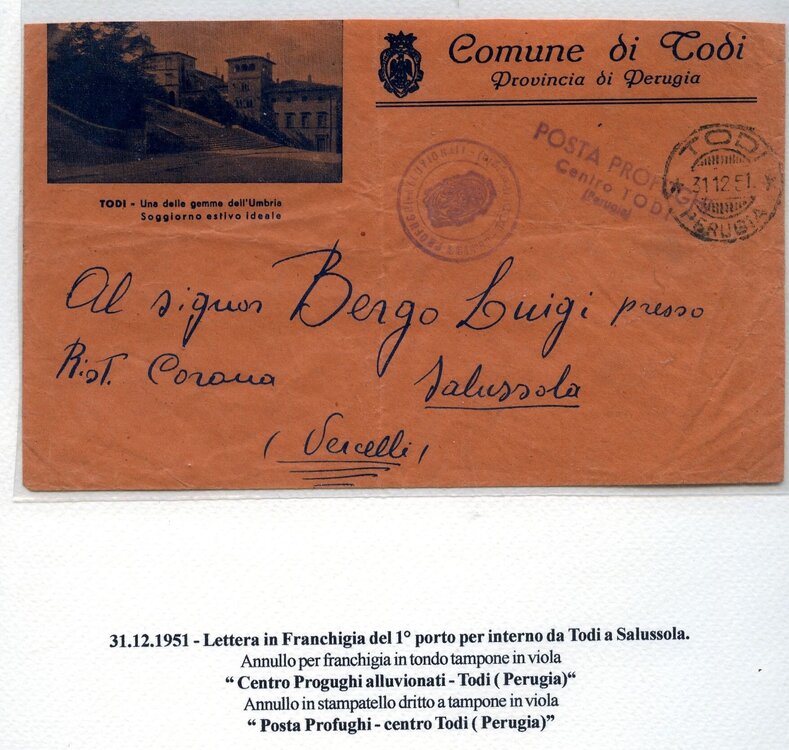 Comune di Todi
Provincia di Perugia
TODI - Una delle gemme dell'Umbria
Soggiorno estivo ideale
POSTA PROFUGHI
Centro TODI
(Perugia)
TODI
31 12 51.
PERUGIA
Al signor Bergo Luigi presso
Rist. Corona Salussola
(Vercelli)
31.12.1951 - Lettera in Franchigia del 1° porto per interno da Todi a Salussola.
Annullo per franchigia in tondo tampone in viola
“ Centro Progughi alluvionati - Todi ( Perugia)“
Annullo in stampatello dritto a tampone in viola
“ Posta Profughi - centro Todi ( Perugia)”